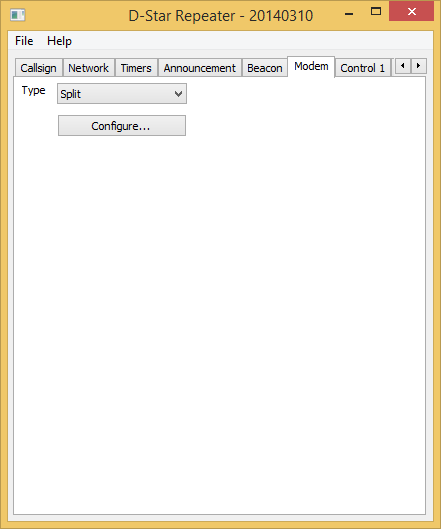 D-Star Repeater - 20140310
File Help
Callsign Network Timers Announcement Beacon Modem Control 1
Type Split
Configure...